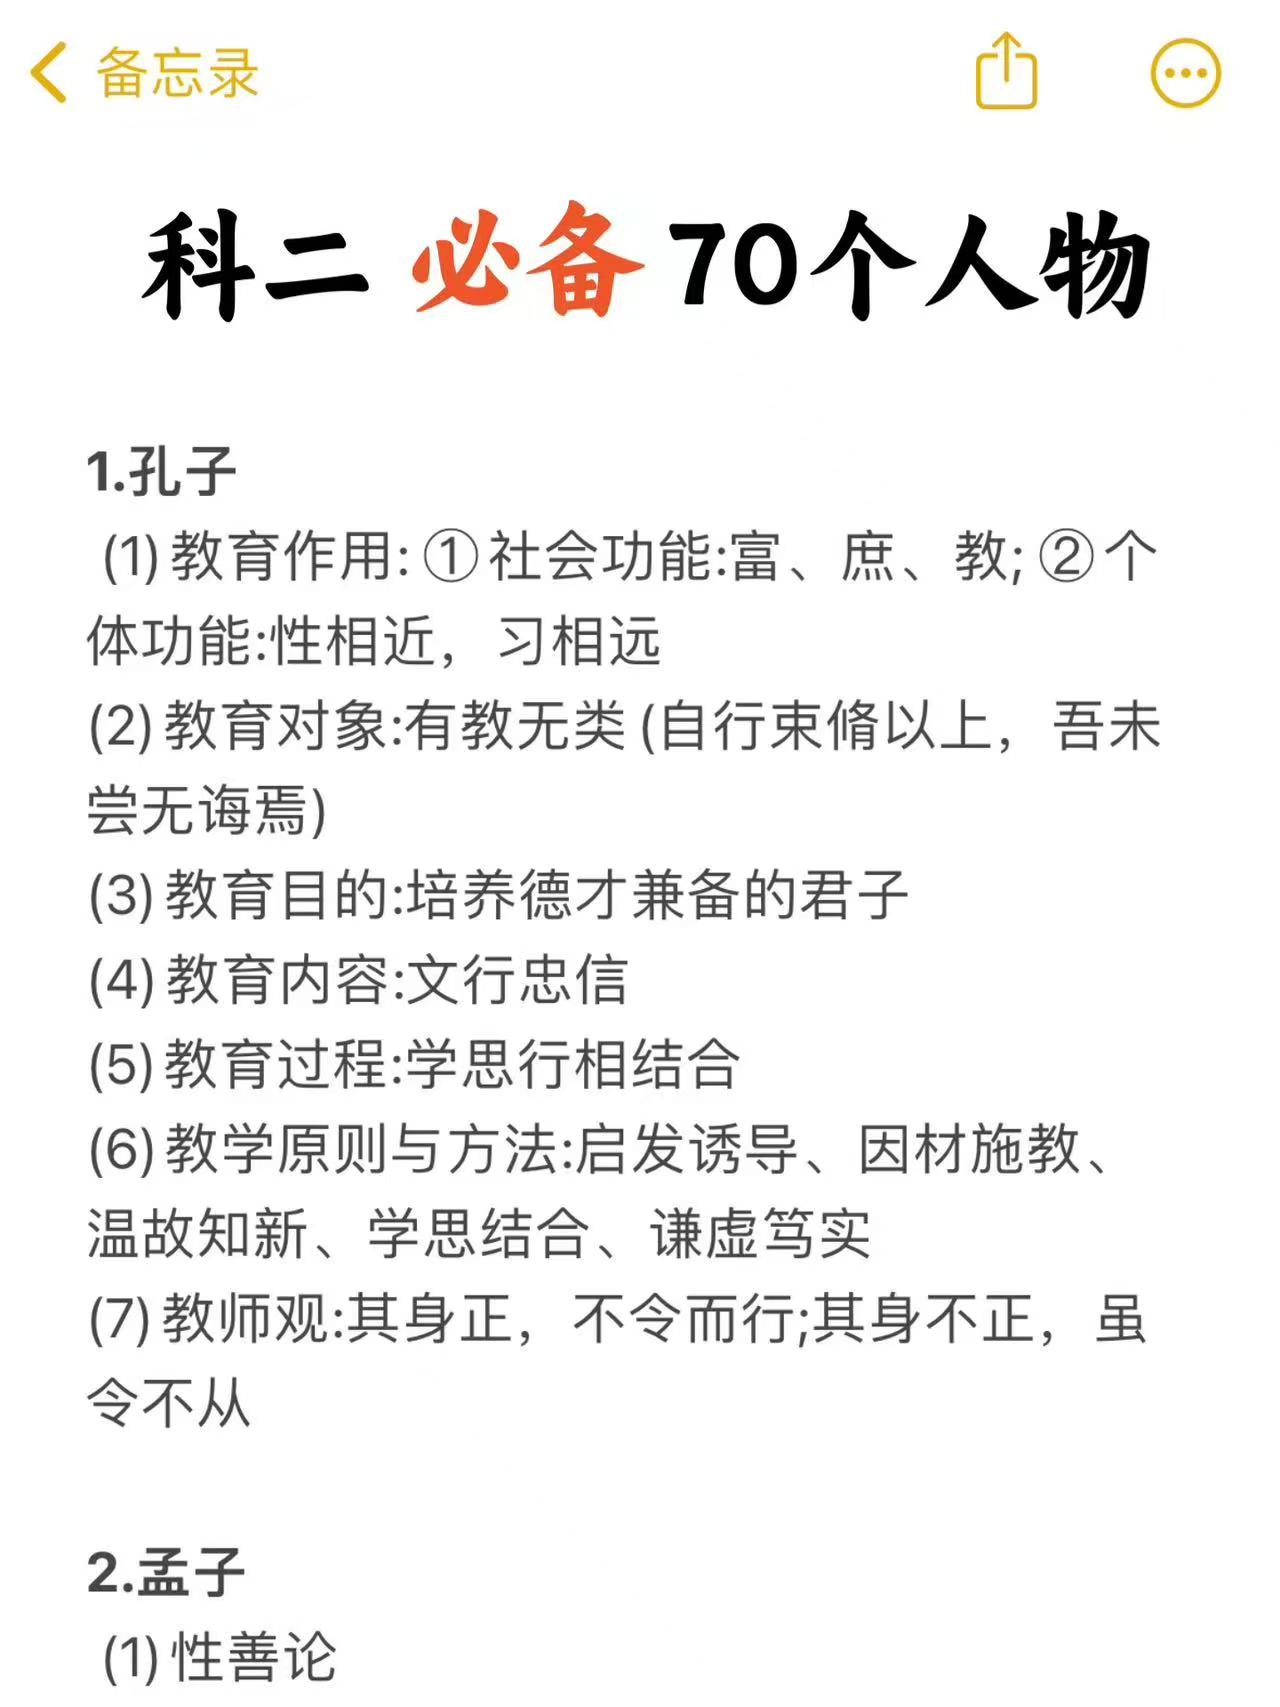 备忘录
科二 必备 70个人物
1.孔子
(1)教育作用:①社会功能:富、庶、教;②个
体功能:性相近，习相远
(2)教育对象:有教无类(自行束脩以上，吾未
尝无诲焉)
(3)教育目的:培养德才兼备的君子
(4)教育内容:文行忠信
(5)教育过程:学思行相结合
(6)教学原则与方法:启发诱导、因材施教、
温故知新、学思结合、谦虚笃实
(7)教师观:其身正，不令而行;其身不正，虽
令不从
2.孟子
(1)性善论